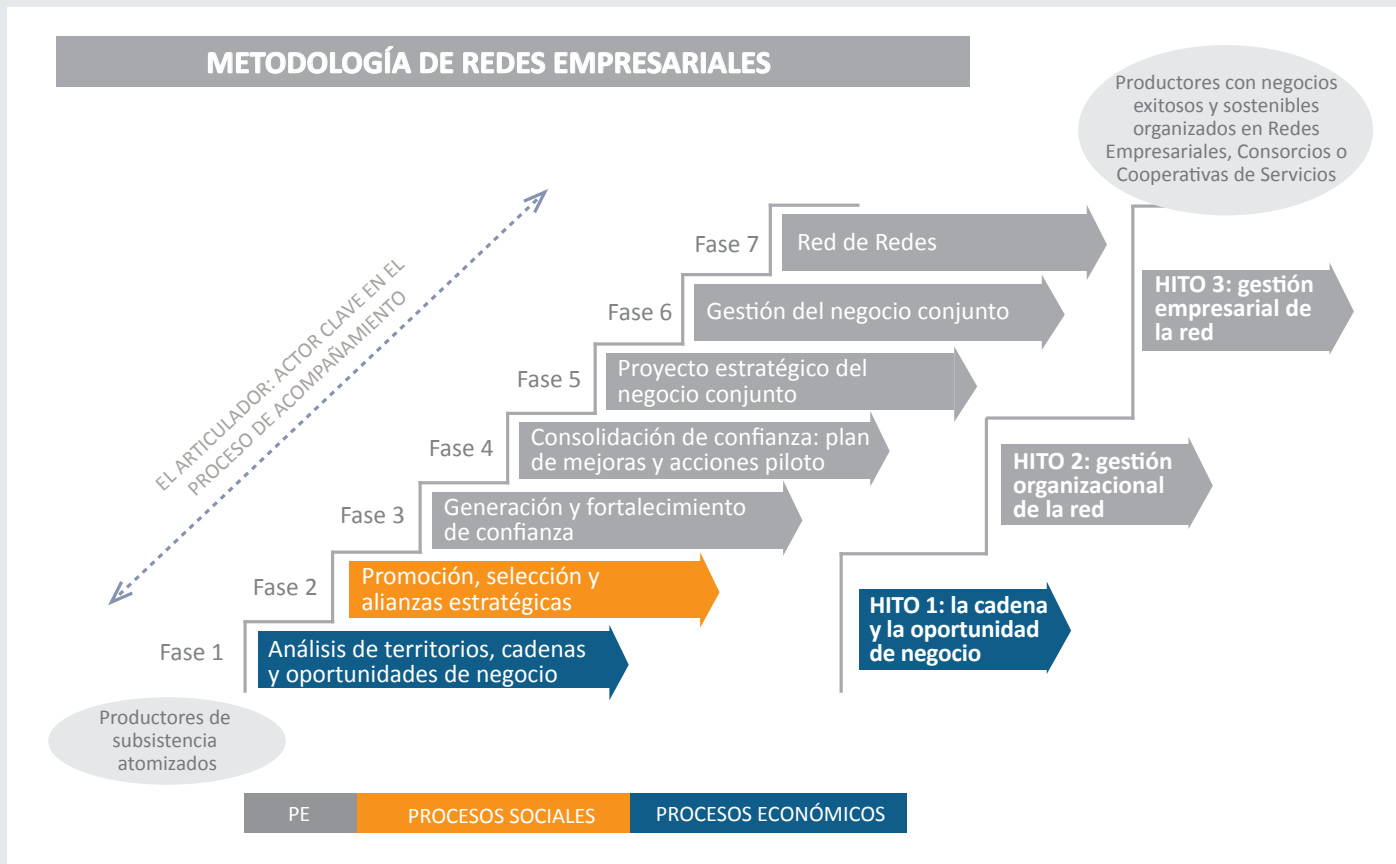 METODOLOGÍA DE REDES EMPRESARIALES
Productores con negocios
exitosos y sostenibles
organizados en Redes
Empresariales, Consorcios o
Cooperativas de Servicios
EL ARTICULADOR: ACTOR CLAVE EN EL
PROCESO DE ACOMPAÑAMIENTO
Fase 7
Red de Redes
Fase 6
Gestión del negocio conjunto
Fase 5
Proyecto estratégico del
negocio conjunto
Fase 4
Consolidación de confianza: plan
de mejoras y acciones piloto
Fase 3
Generación y fortalecimiento
de confianza
Fase 2
Promoción, selección y
alianzas estratégicas
Fase 1
Análisis de territorios, cadenas
y oportunidades de negocio
HITO 3: gestión
empresarial de
la red
HITO 2: gestión
organizacional
de la red
HITO 1: la cadena
y la oportunidad
de negocio
Productores de
subsistencia
atomizados
PE
PROCESOS SOCIALES
PROCESOS ECONÓMICOS